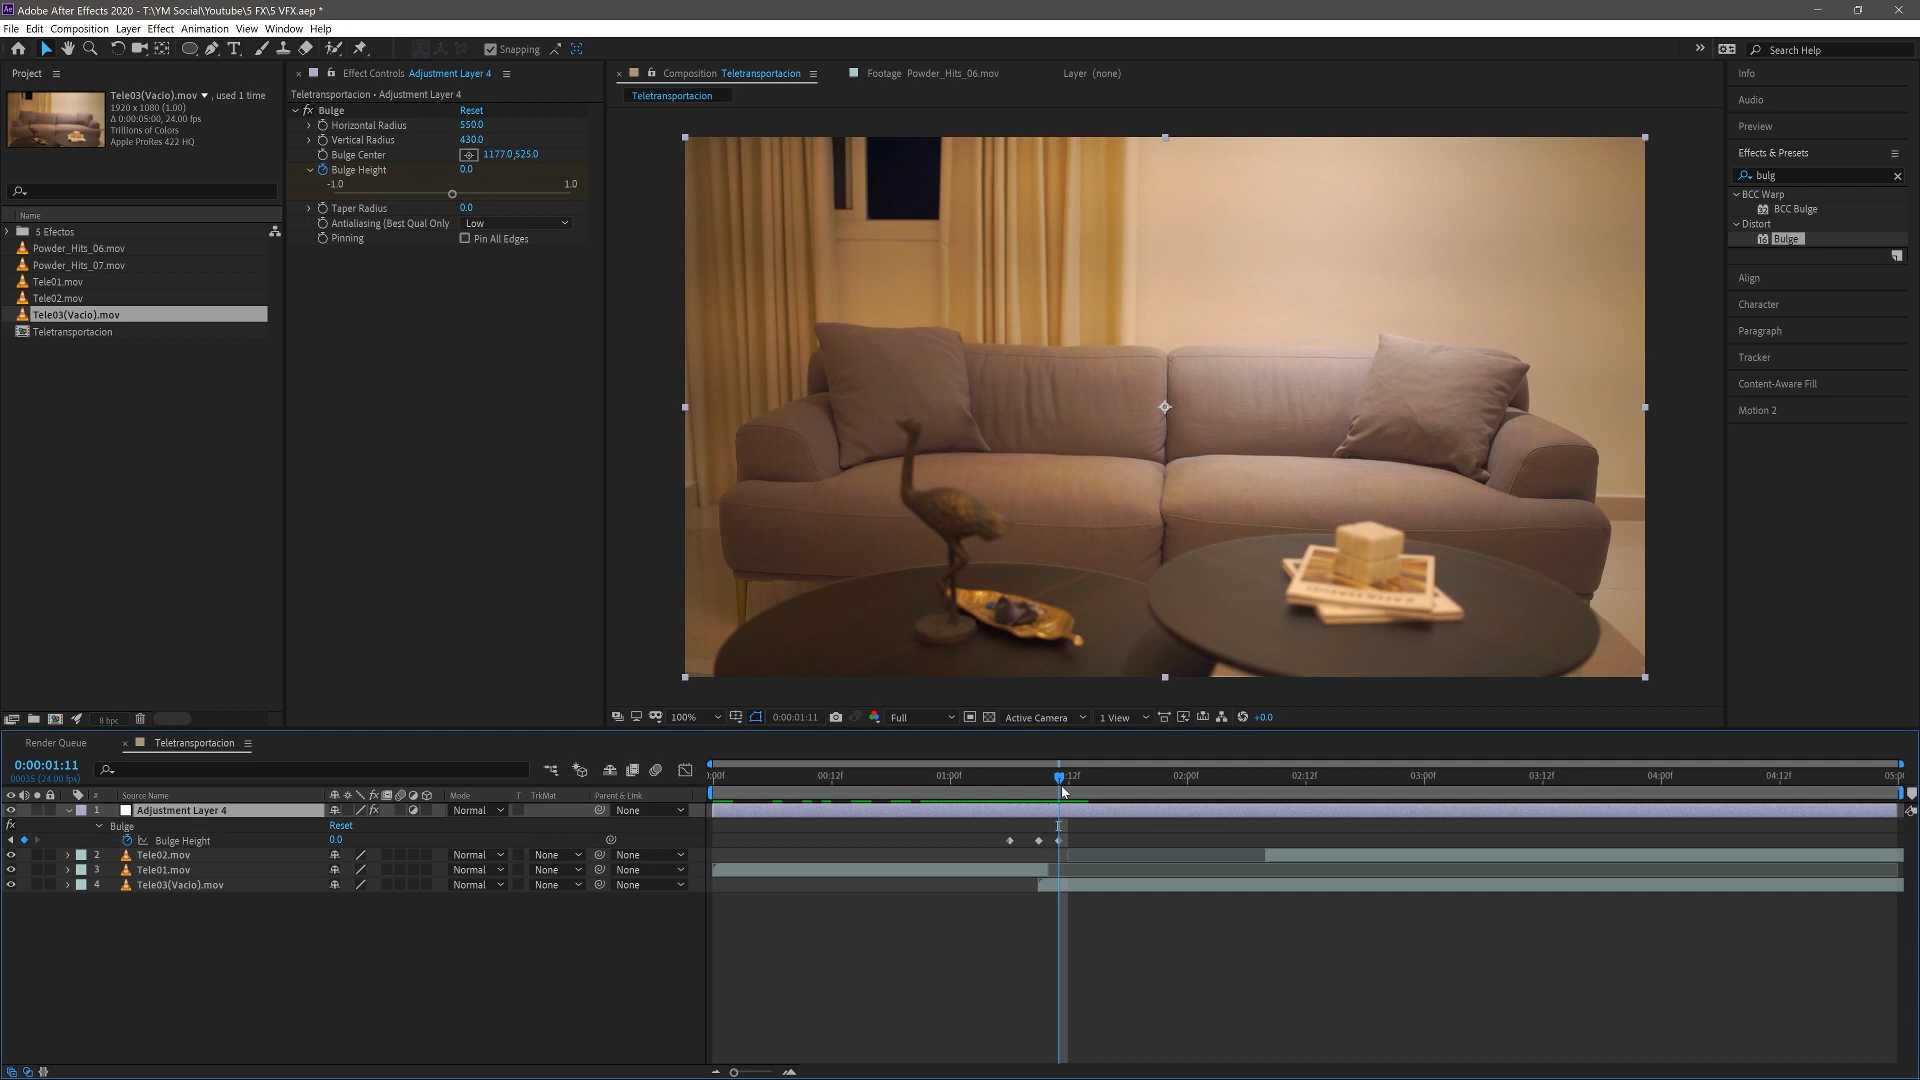 Adobe After Effects 2020 - T:\YM Social\Youtube\5 FX\5 VFX.aep *
File Edit Composition Layer Effect Animation View Window Help
Snapping
Search Help
Project
Effect Controls Adjustment Layer 4
Composition Teletransportacion
Footage Powder_Hits_06.mov
Layer (none)
Info
Tele03(Vacio).mov , used 1 time
1920 x 1080 (1.00)
Δ 0:00:05:00, 24.00 fps
Trillions of Colors
Apple ProRes 422 HQ
Teletransportacion • Adjustment Layer 4
Teletransportacion
fx Bulge Reset
Horizontal Radius 550.0
Vertical Radius 430.0
Bulge Center 1177.0,525.0
Bulge Height 0.0
-1.0 1.0
Taper Radius 0.0
Antialiasing (Best Qual Only Low
Pinning Pin All Edges
Audio
Preview
Effects & Presets
bulg
BCC Warp
BCC Bulge
Distort
Bulge
Align
Character
Paragraph
Tracker
Content-Aware Fill
Motion 2
Name
5 Efectos
Powder_Hits_06.mov
Powder_Hits_07.mov
Tele01.mov
Tele02.mov
Tele03(Vacio).mov
Teletransportacion
8 bpc
100% 0:00:01:11 Full Active Camera 1 View +0.0
Render Queue
Teletransportacion
0:00:01:11
00035 (24.00 fps)
:00f 00:12f 01:00f :12f 02:00f 02:12f 03:00f 03:12f 04:00f 04:12f 05:00
# Source Name Mode T TrkMat Parent & Link
1 Adjustment Layer 4 Normal None
fx Bulge Reset
Bulge Height 0.0
2 Tele02.mov Normal None None
3 Tele01.mov Normal None None
4 Tele03(Vacio).mov Normal None None